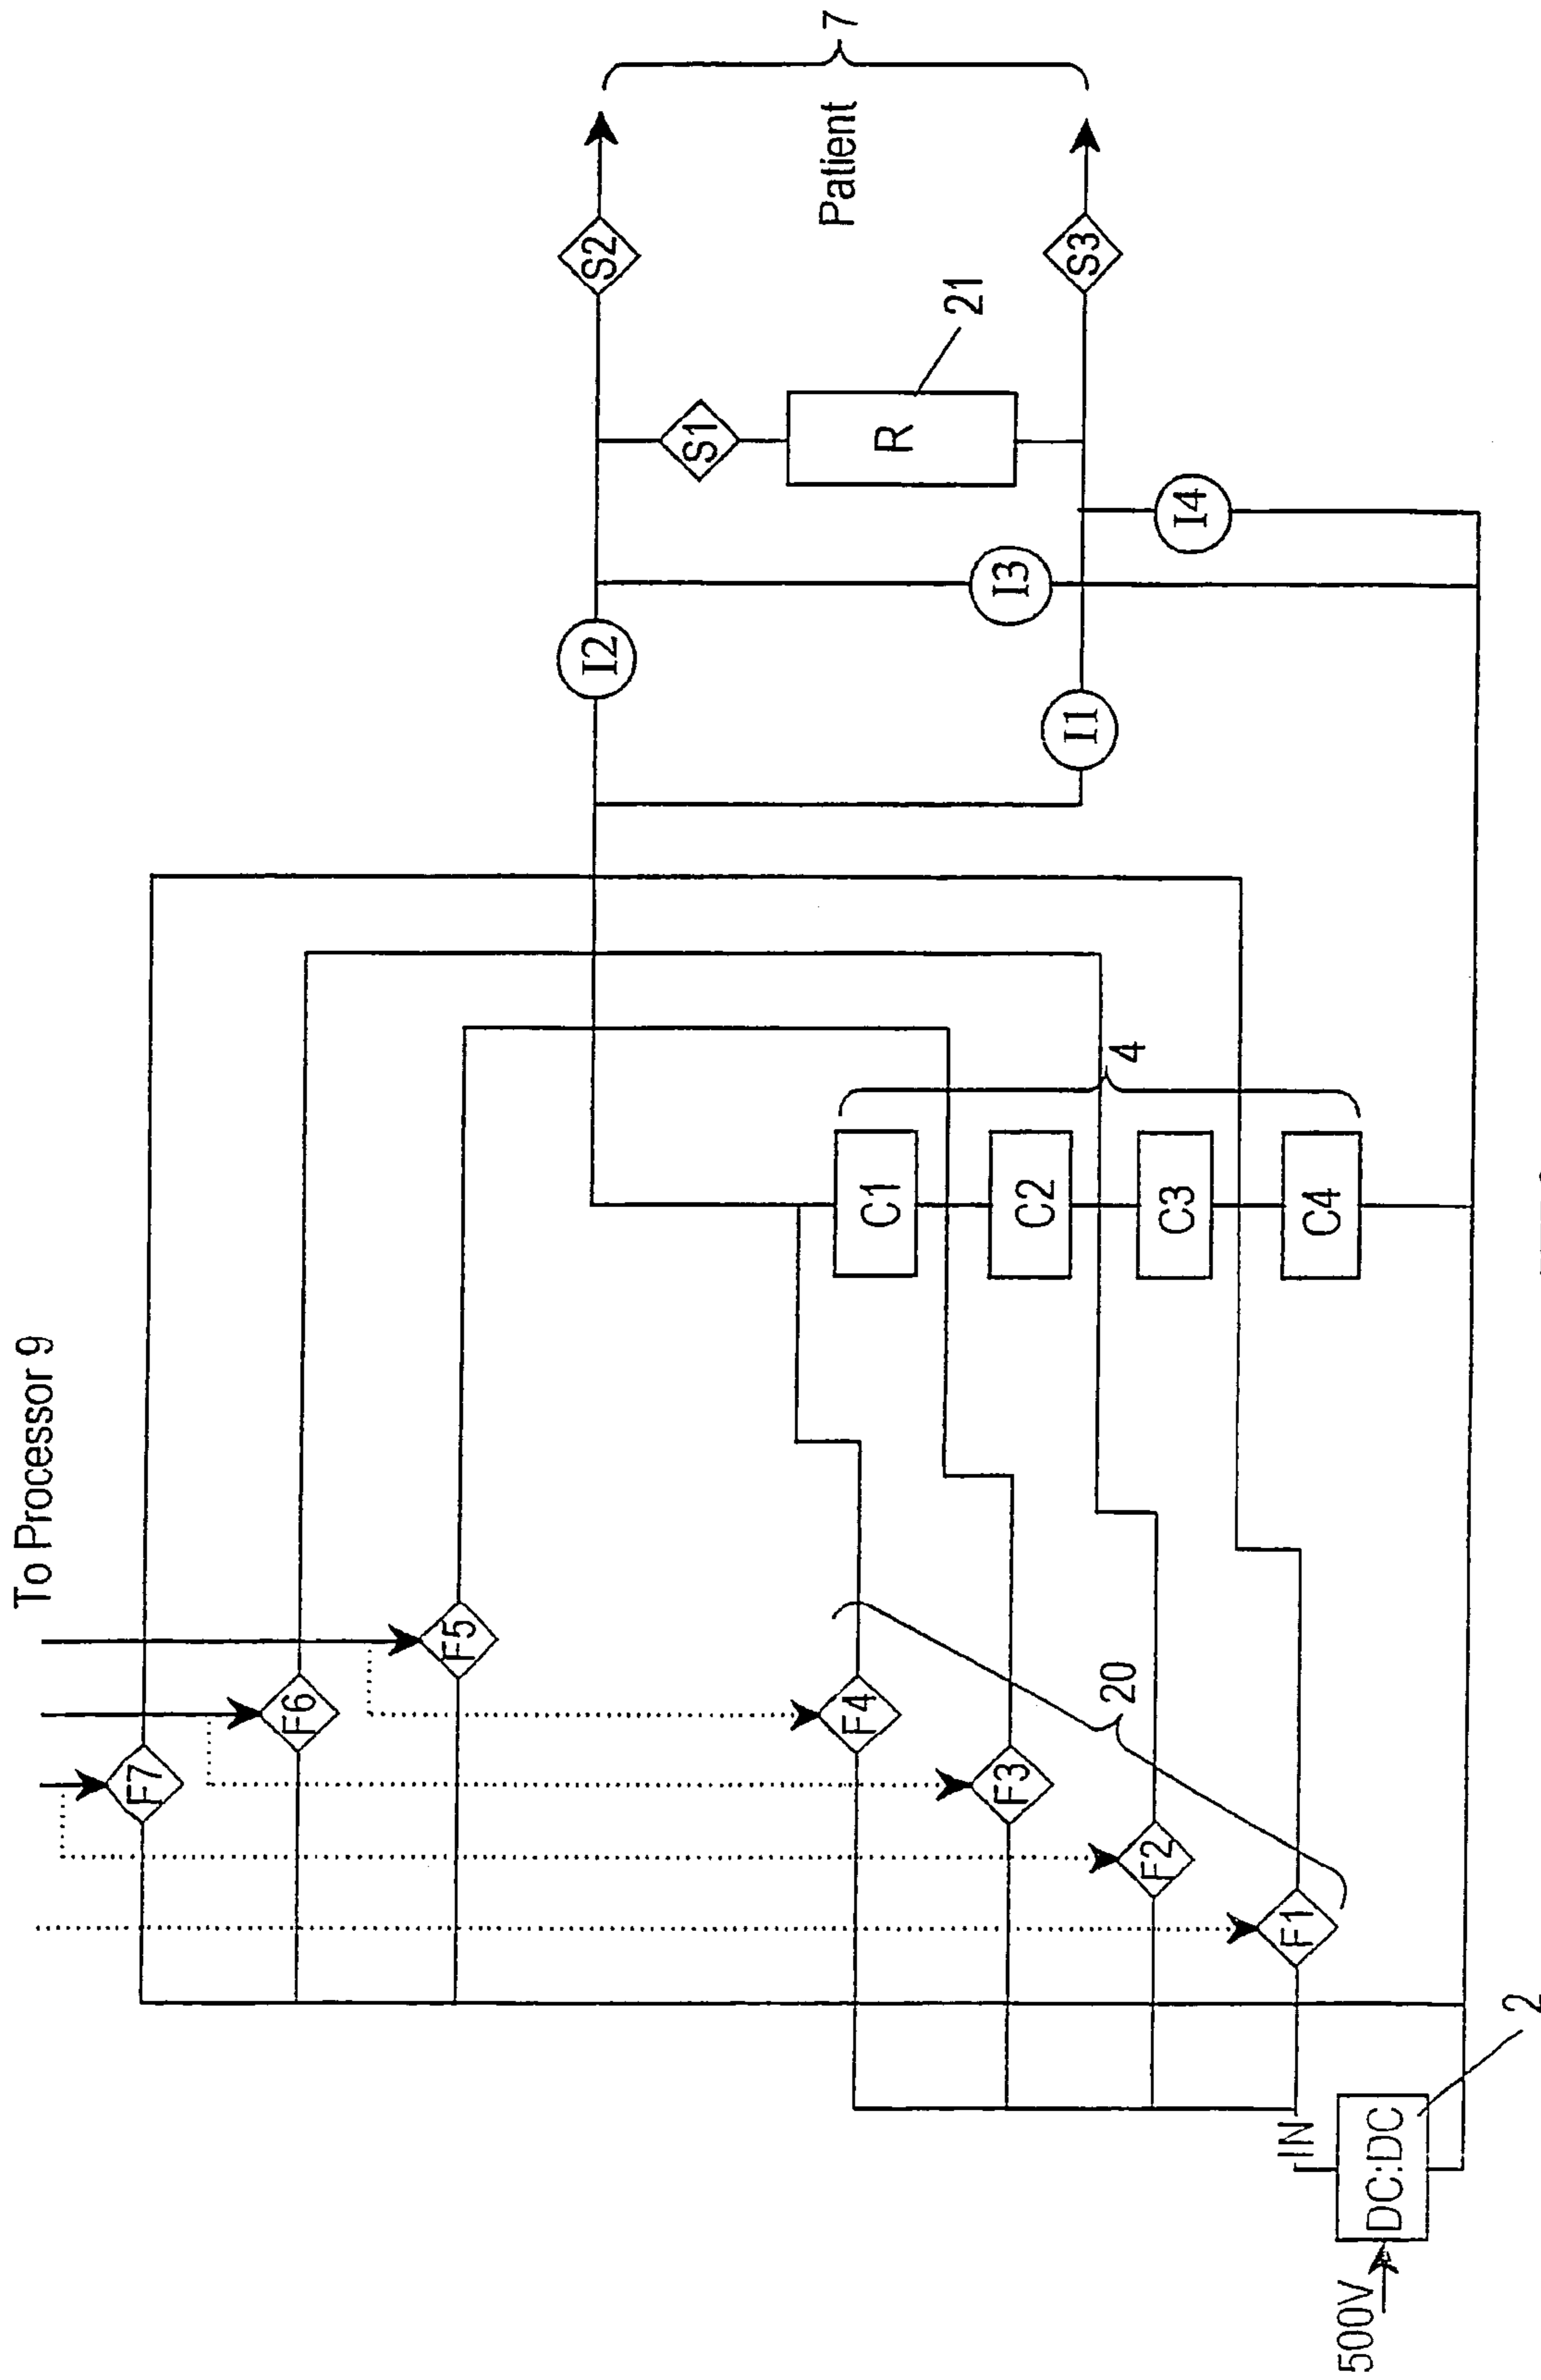 To Processor 9
F7
F6
F5
I2
S2
S1
F4
C1
R
Patient
7
21
F3
C2
I3
20
4
I1
S3
F2
C3
I4
IN
F1
C4
500V
DC:DC
2